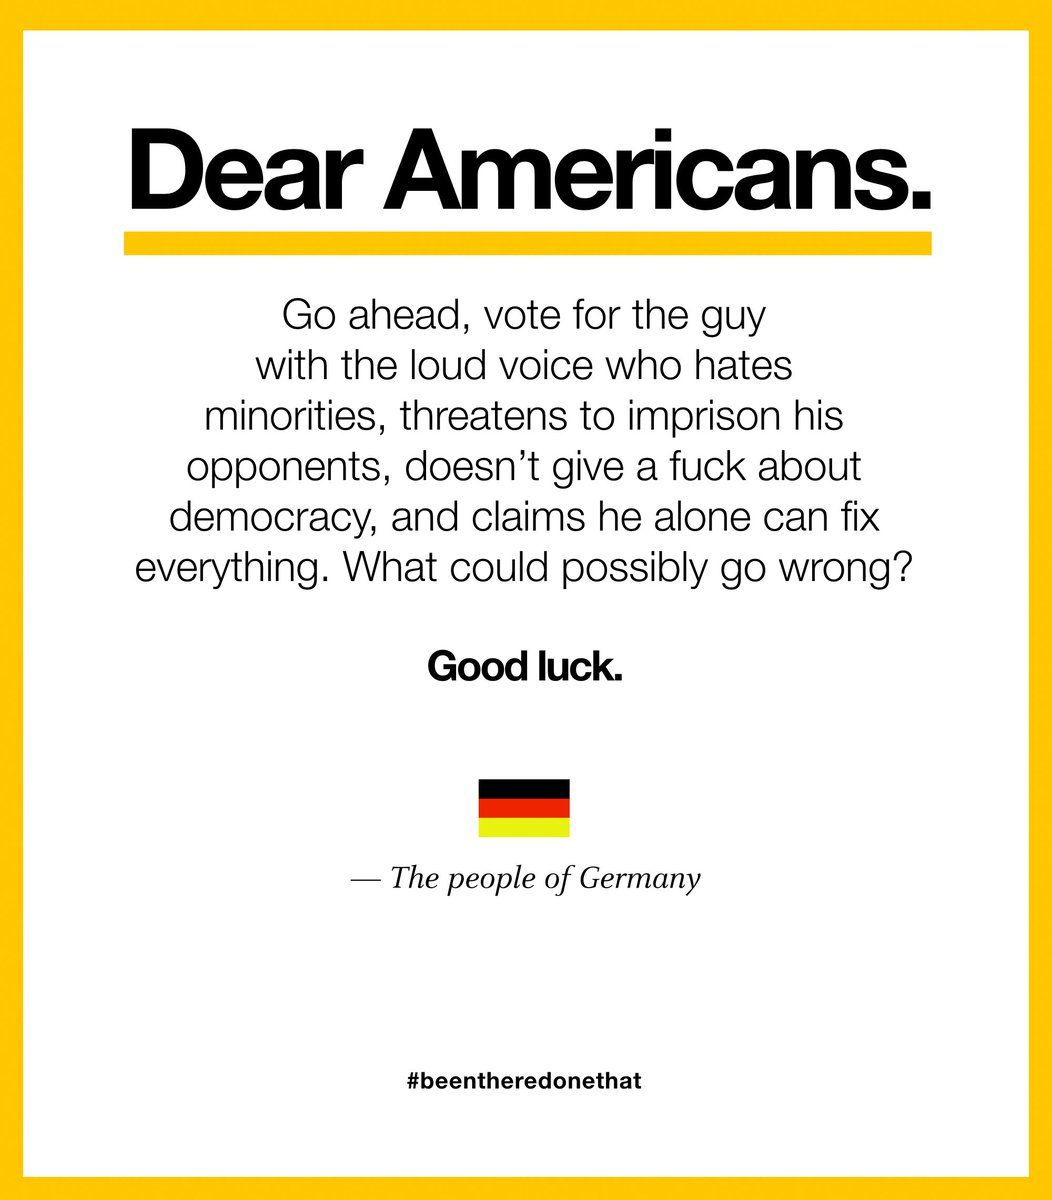 Dear Americans.
Go ahead, vote for the guy
with the loud voice who hates
minorities, threatens to imprison his
opponents, doesn’t give a fuck about
democracy, and claims he alone can fix
everything. What could possibly go wrong?
Good luck.
— The people of Germany
#beentheredonethat